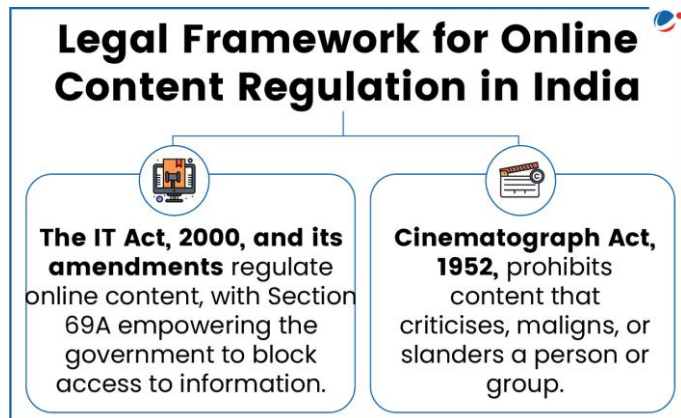 Legal Framework for Online
Content Regulation in India
The IT Act, 2000, and its
amendments regulate
online content, with Section
69A empowering the
government to block
access to information.
Cinematograph Act,
1952, prohibits
content that
criticises, maligns, or
slanders a person or
group.